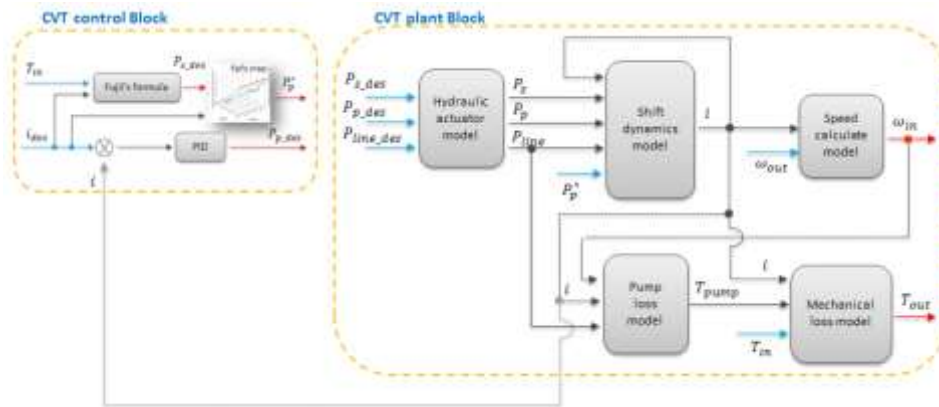 CVT control Block
CVT plant Block
T_in
P_s_des
Fuji's map
P_p^*
Fujii's formula
i_des
PID
P_p_des
i
P_s_des
P_p_des
P_line_des
Hydraulic
actuator
model
P_s
P_p
P_line
P_p^*
Shift
dynamics
model
i
Speed
calculate
model
ω_in
ω_out
i
Pump
loss
model
T_pump
i
Mechanical
loss model
T_in
T_out